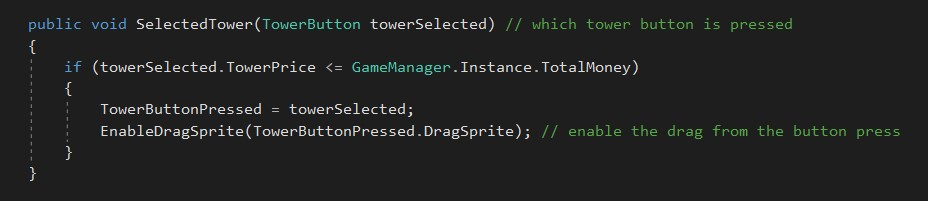 public void SelectedTower(TowerButton towerSelected) // which tower button is pressed
{
if (towerSelected.TowerPrice <= GameManager.Instance.TotalMoney)
{
TowerButtonPressed = towerSelected;
EnableDragSprite(TowerButtonPressed.DragSprite); // enable the drag from the button press
}
}